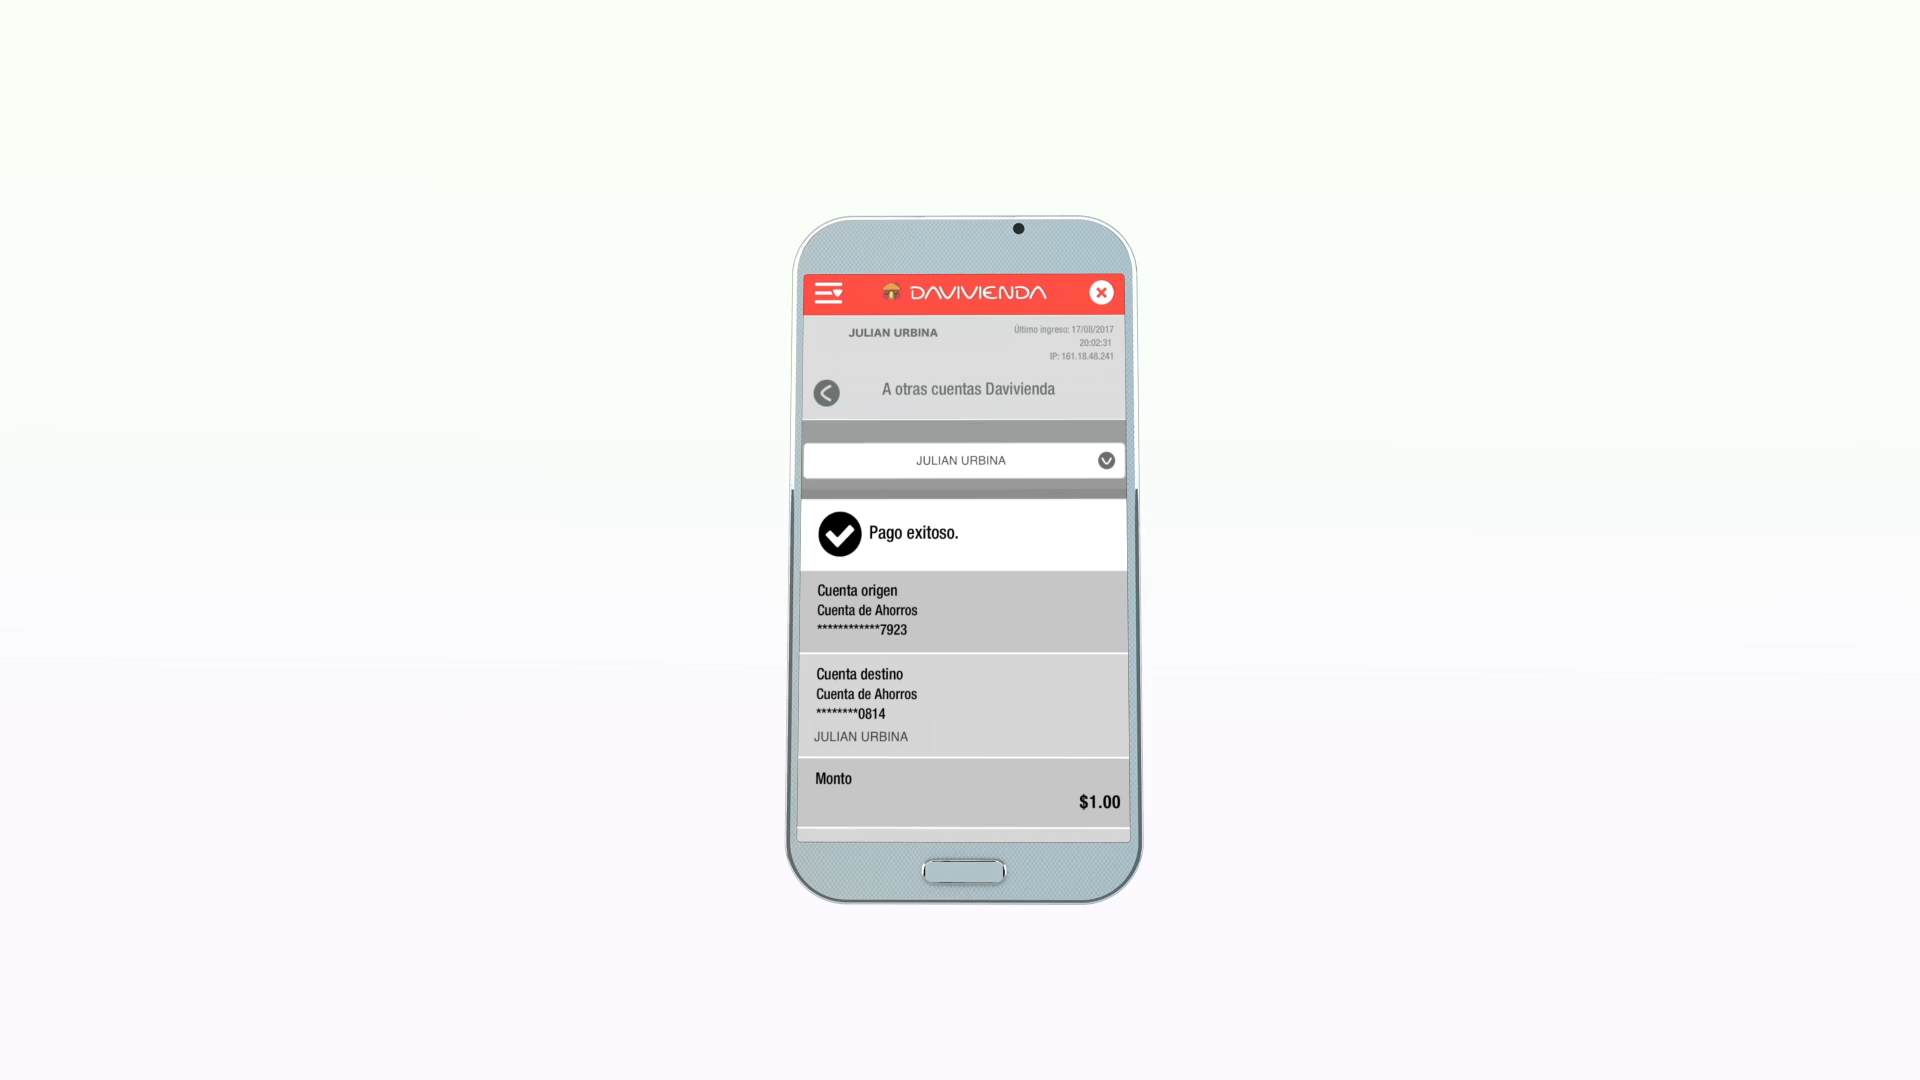 DAVIVIENDA
JULIAN URBINA
Último ingreso: 17/08/2017
20:02:31
IP: 161.18.48.241
A otras cuentas Davivienda
JULIAN URBINA
Pago exitoso.
Cuenta origen
Cuenta de Ahorros
************7923
Cuenta destino
Cuenta de Ahorros
********0814
JULIAN URBINA
Monto
$1.00